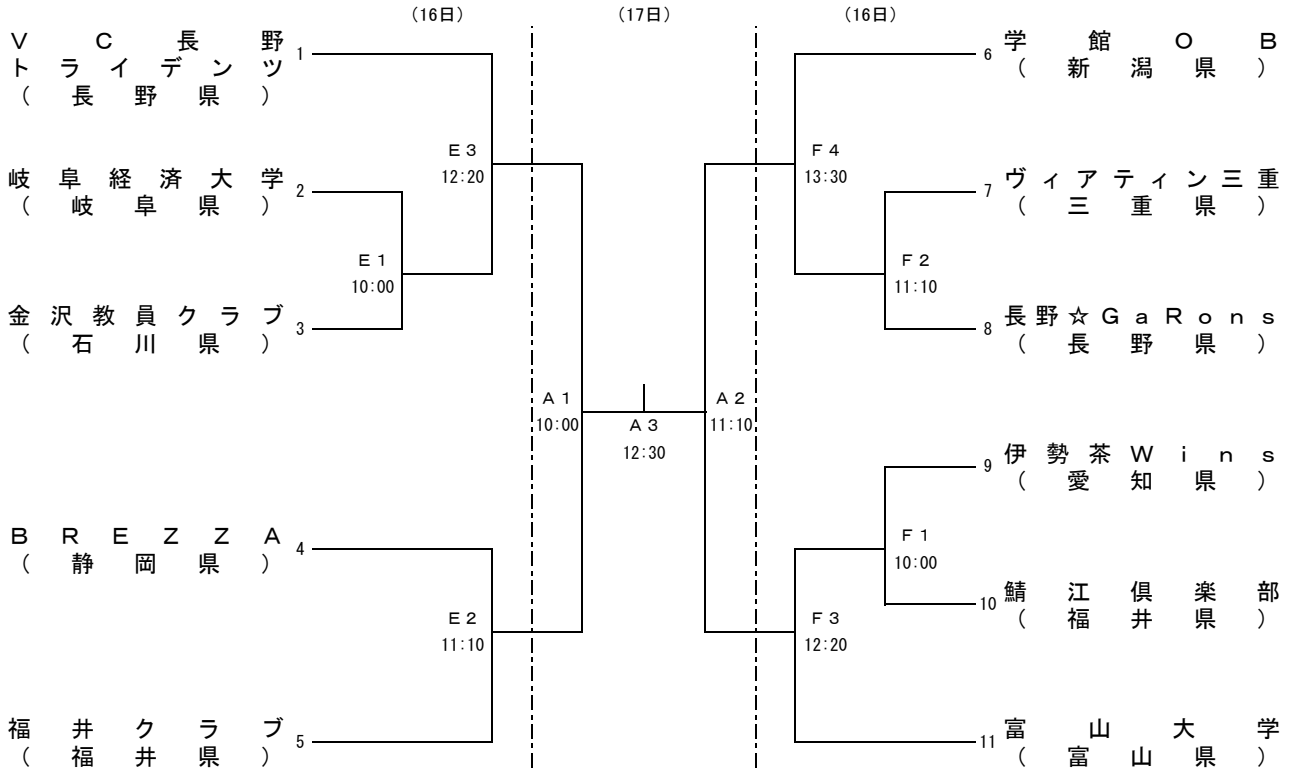 (16日)
(17日)
(16日)
VC長野
トライデンツ
(長野県)
1
岐阜経済大学
(岐阜県)
2
金沢教員クラブ
(石川県)
3
BREZZA
(静岡県)
4
福井クラブ
(福井県)
5
E3
12:20
E1
10:00
E2
11:10
A1
10:00
A3
12:30
A2
11:10
F4
13:30
F2
11:10
F1
10:00
F3
12:20
6
学館OB
(新潟県)
7
ヴィアティン三重
(三重県)
8
長野☆GaRons
(長野県)
9
伊勢茶Wins
(愛知県)
10
鯖江倶楽部
(福井県)
11
富山大学
(富山県)